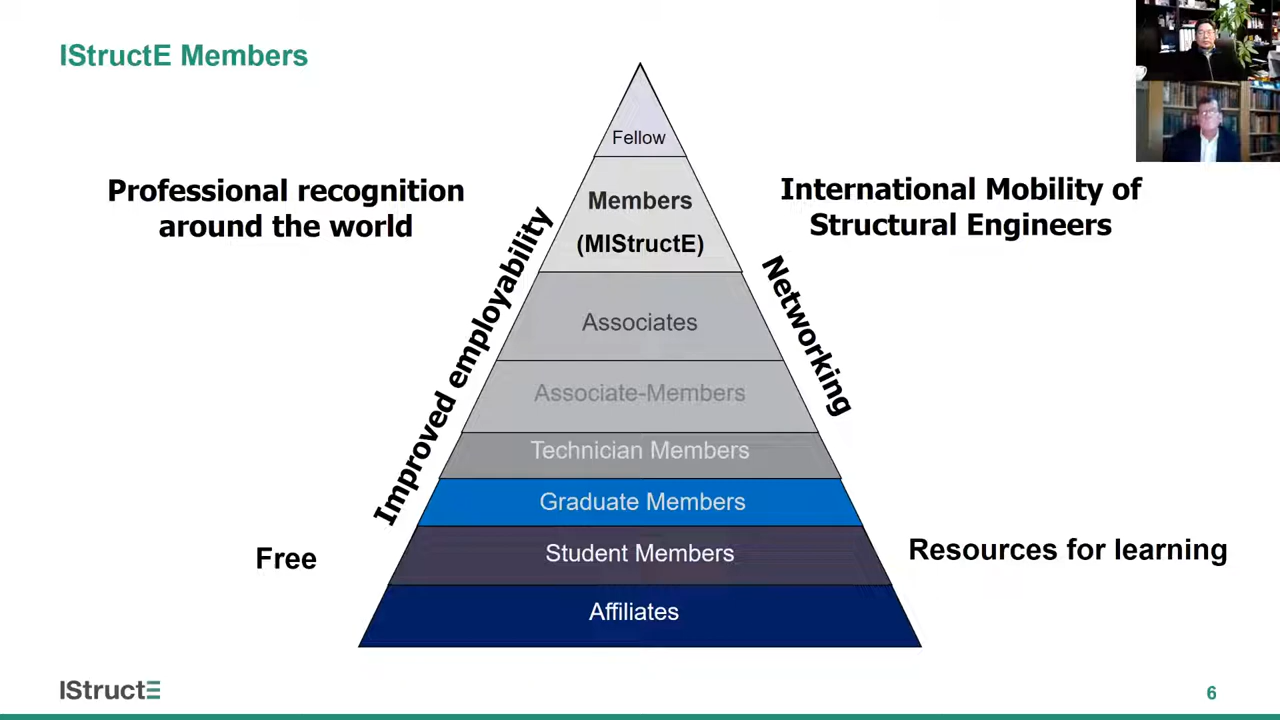 IStructE Members
Fellow
Professional recognition
around the world
Members
(MIStructE)
International Mobility of
Structural Engineers
Improved employability
Networking
Associates
Associate-Members
Technician Members
Graduate Members
Free
Student Members
Resources for learning
Affiliates
IStructE
6